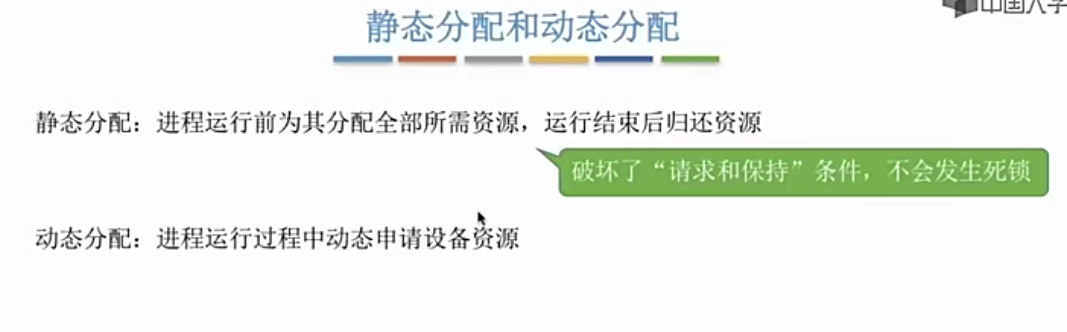 中国大学
静态分配和动态分配
静态分配：进程运行前为其分配全部所需资源，运行结束后归还资源
破坏了“请求和保持”条件，不会发生死锁
动态分配：进程运行过程中动态申请设备资源